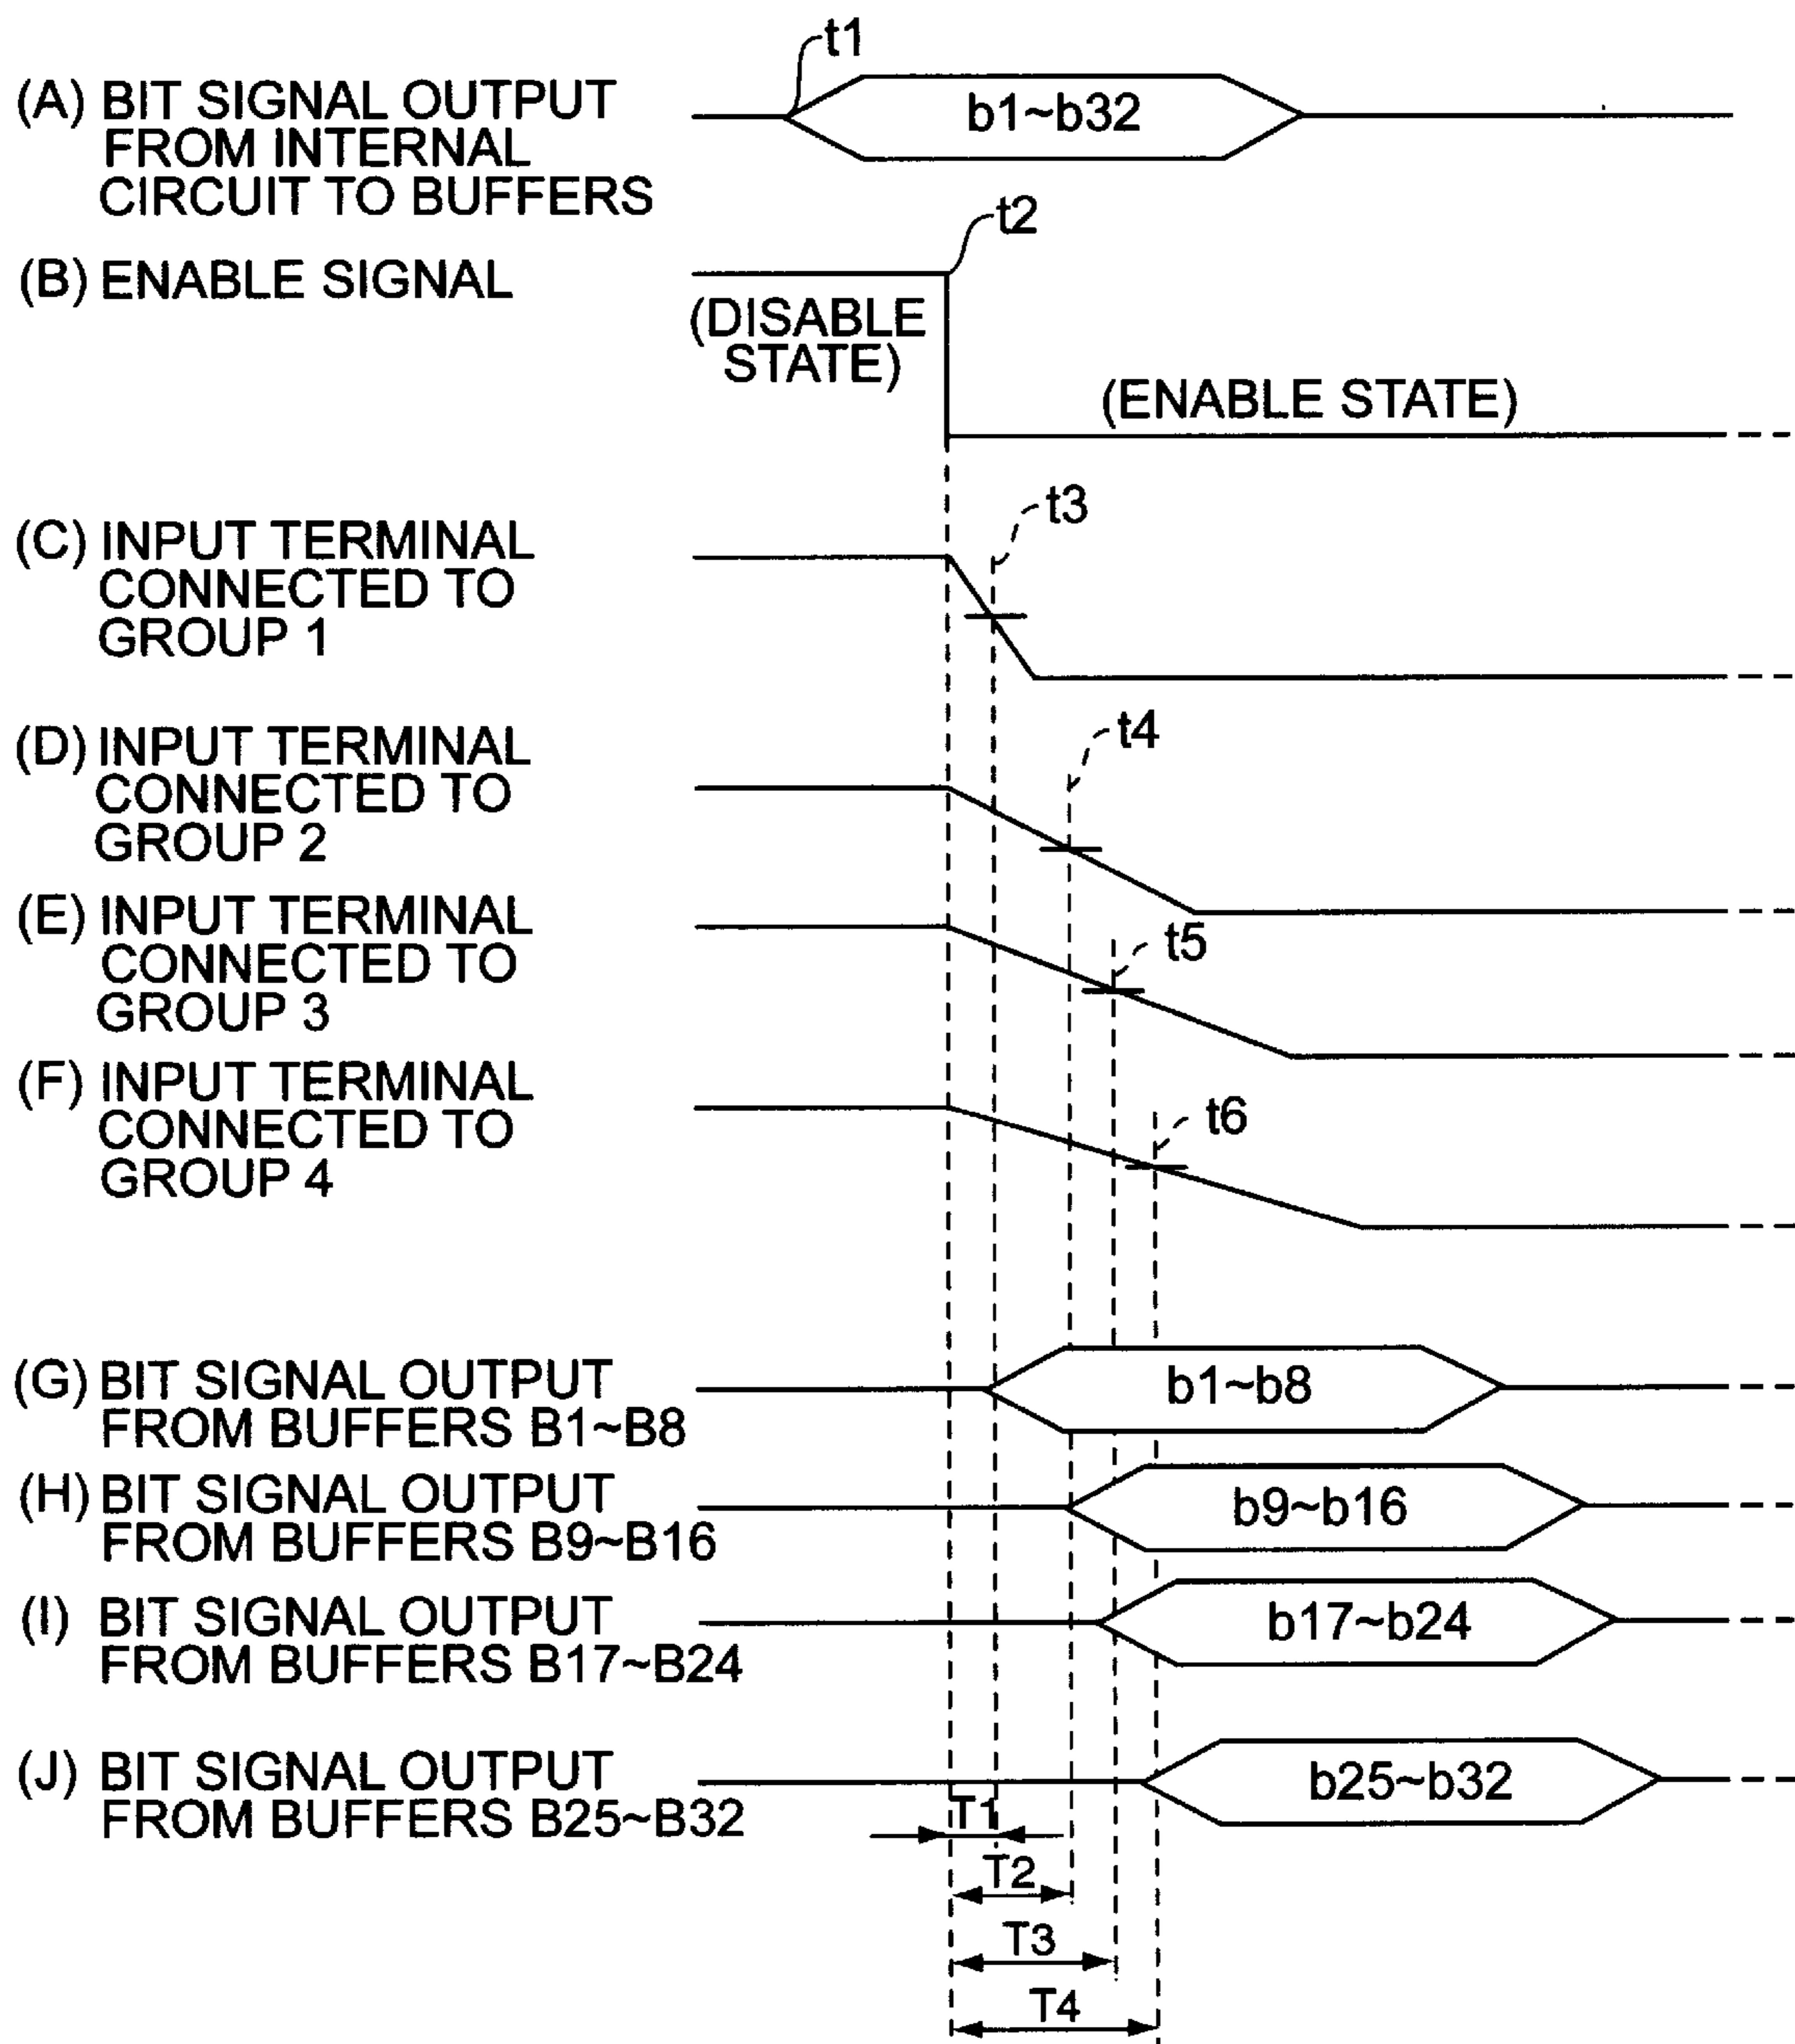 t1
(A) BIT SIGNAL OUTPUT
FROM INTERNAL
CIRCUIT TO BUFFERS
b1~b32
t2
(B) ENABLE SIGNAL
(DISABLE
STATE)
(ENABLE STATE)
t3
(C) INPUT TERMINAL
CONNECTED TO
GROUP 1
t4
(D) INPUT TERMINAL
CONNECTED TO
GROUP 2
t5
(E) INPUT TERMINAL
CONNECTED TO
GROUP 3
t6
(F) INPUT TERMINAL
CONNECTED TO
GROUP 4
(G) BIT SIGNAL OUTPUT
FROM BUFFERS B1~B8
b1~b8
(H) BIT SIGNAL OUTPUT
FROM BUFFERS B9~B16
b9~b16
(I) BIT SIGNAL OUTPUT
FROM BUFFERS B17~B24
b17~b24
(J) BIT SIGNAL OUTPUT
FROM BUFFERS B25~B32
b25~b32
T1
T2
T3
T4